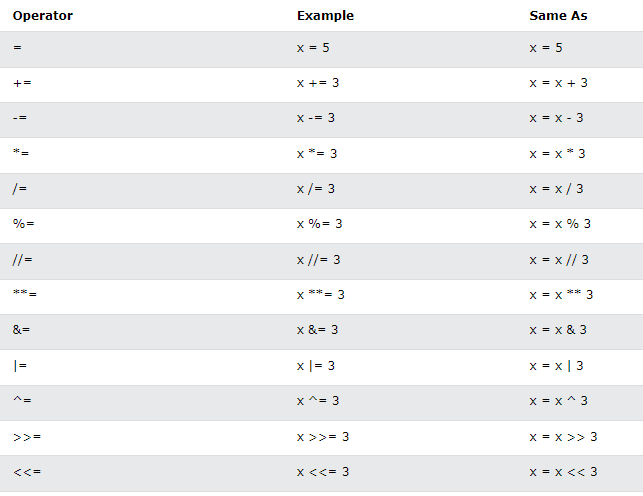 Operator Example Same As
= x = 5 x = 5
+= x += 3 x = x + 3
-= x -= 3 x = x - 3
*= x *= 3 x = x * 3
/= x /= 3 x = x / 3
%= x %= 3 x = x % 3
//= x //= 3 x = x // 3
**= x **= 3 x = x ** 3
&= x &= 3 x = x & 3
|= x |= 3 x = x | 3
^= x ^= 3 x = x ^ 3
>>= x >>= 3 x = x >> 3
<<= x <<= 3 x = x << 3